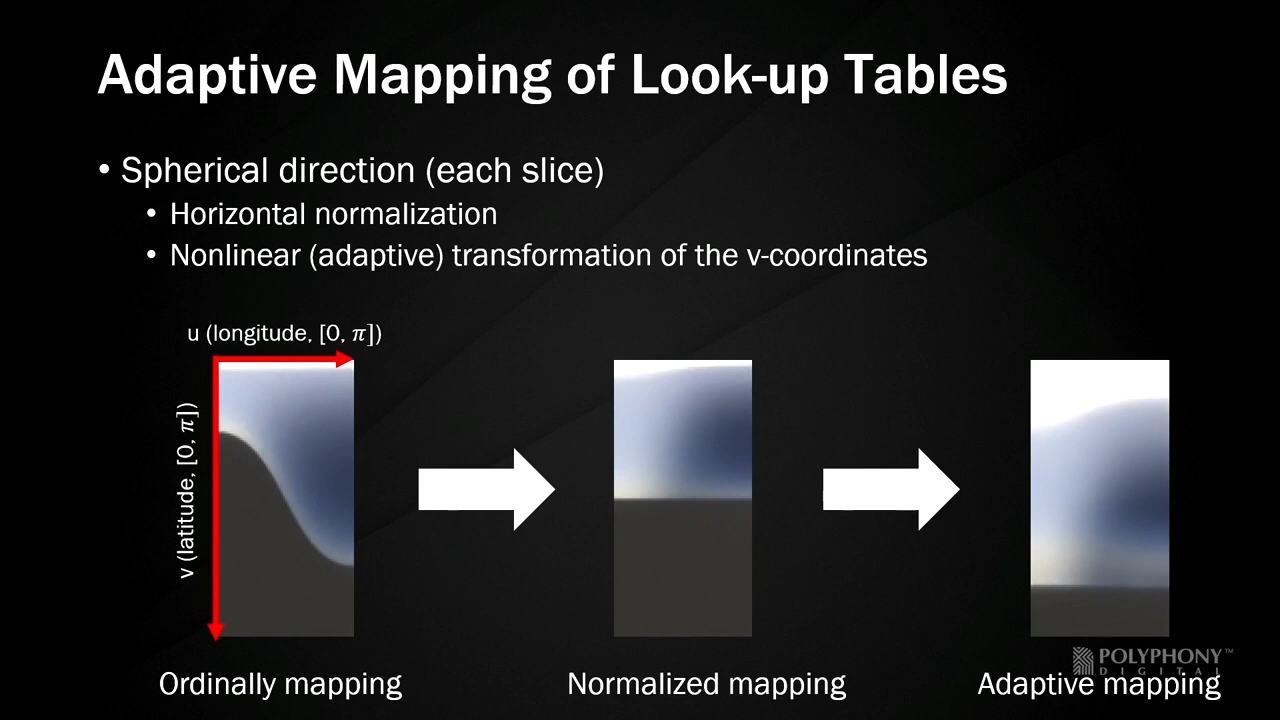 Adaptive Mapping of Look-up Tables
• Spherical direction (each slice)
• Horizontal normalization
• Nonlinear (adaptive) transformation of the v-coordinates
u (longitude, [0, 𝜋])
v (latitude, [0, 𝜋])
Ordinally mapping
Normalized mapping
Adaptive mapping
POLYPHONY™
DIGITAL